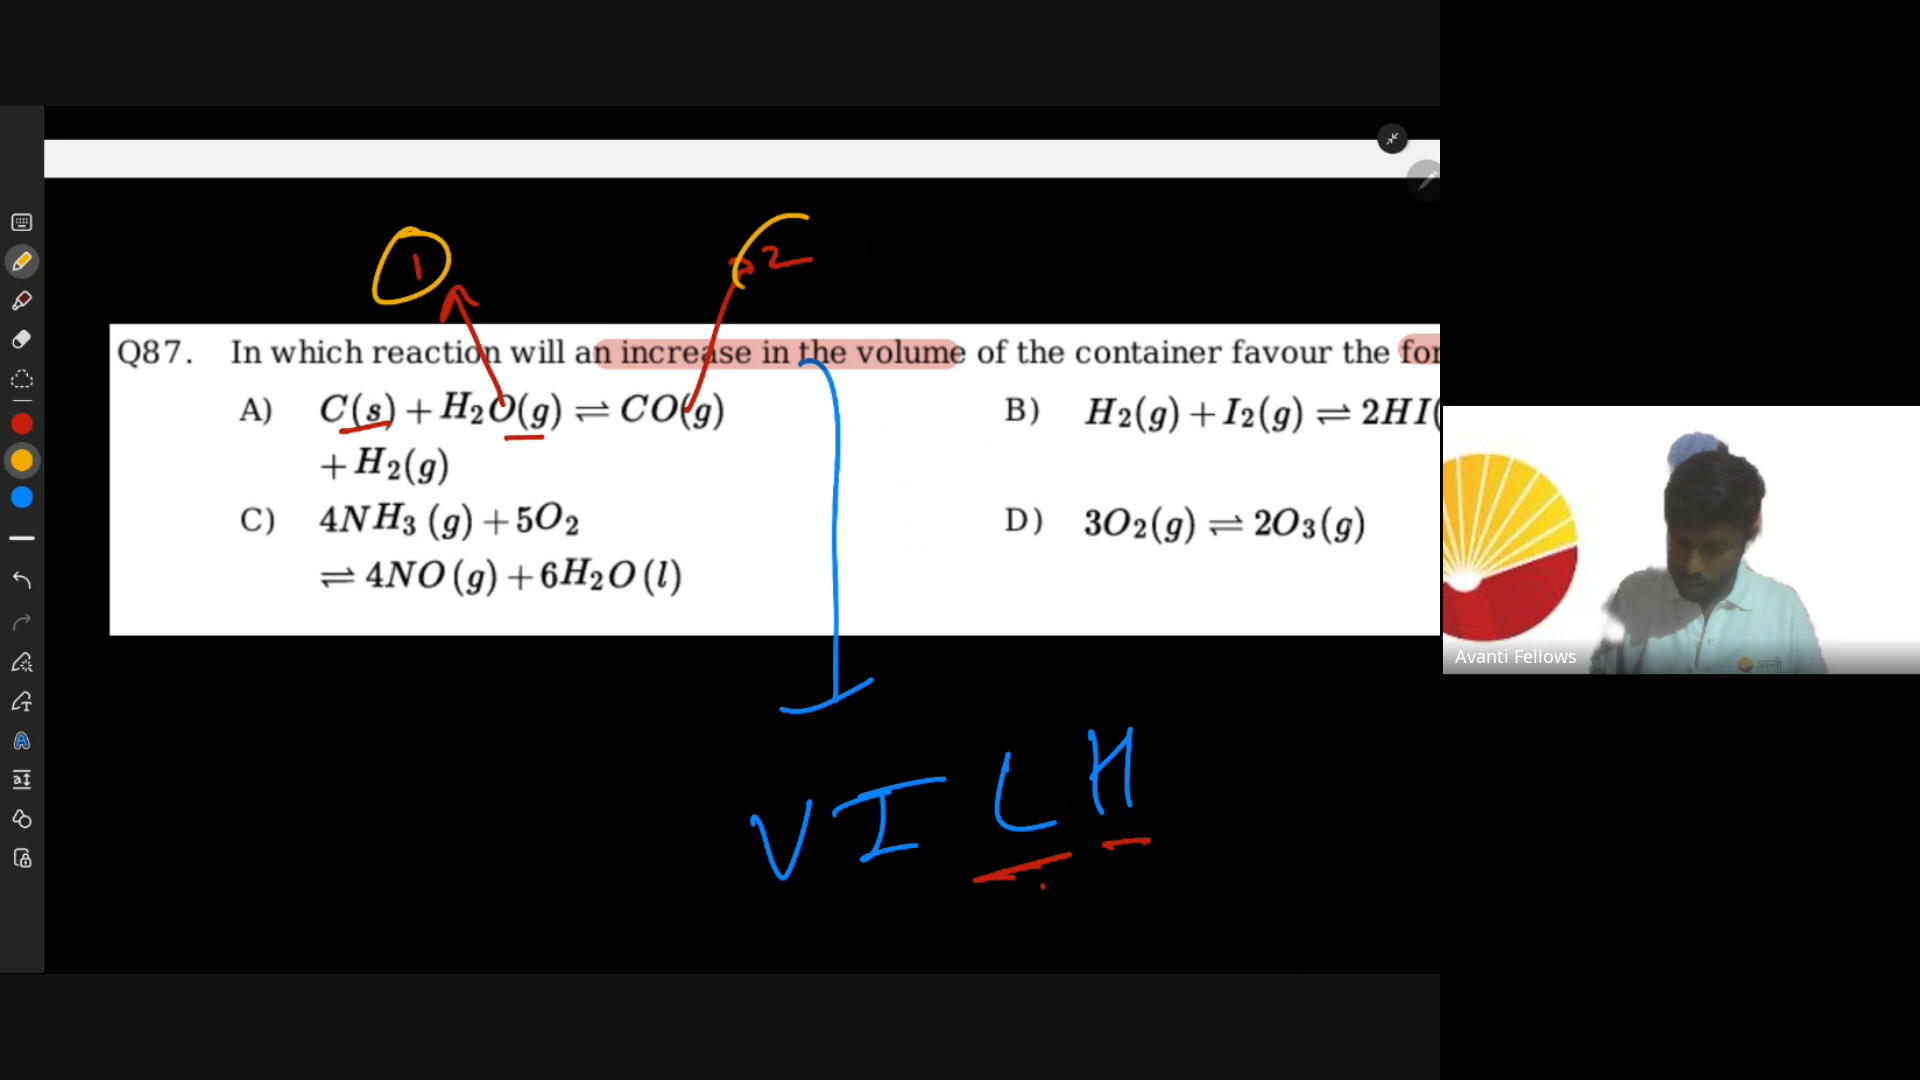 1
2
Q87. In which reaction will an increase in the volume of the container favour the for
A) C(s) + H₂O(g) ⇌ CO(g) + H₂(g)
B) H₂(g) + I₂(g) ⇌ 2HI(
C) 4NH₃ (g) + 5O₂ ⇌ 4NO (g) + 6H₂O (l)
D) 3O₂(g) ⇌ 2O₃(g)
V I L H
Avanti Fellows